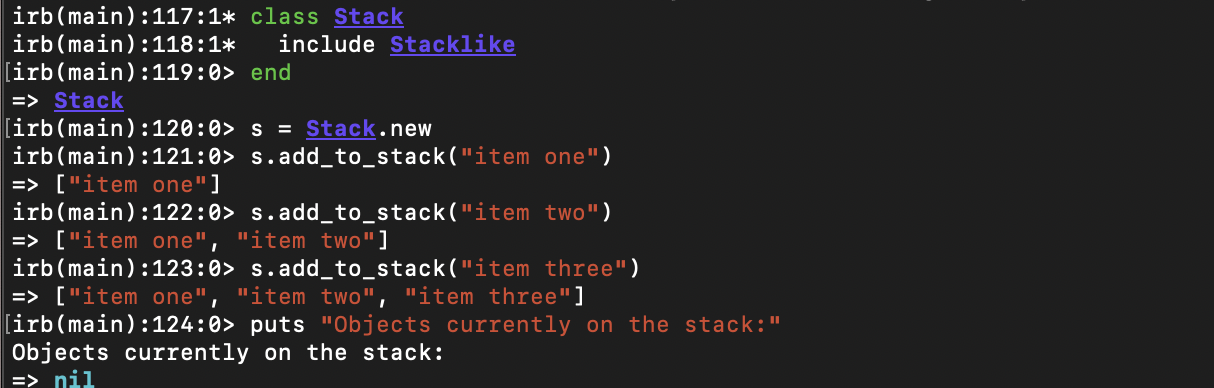 irb(main):117:1* class Stack
irb(main):118:1*   include Stacklike
irb(main):119:0> end
=> Stack
irb(main):120:0> s = Stack.new
irb(main):121:0> s.add_to_stack("item one")
=> ["item one"]
irb(main):122:0> s.add_to_stack("item two")
=> ["item one", "item two"]
irb(main):123:0> s.add_to_stack("item three")
=> ["item one", "item two", "item three"]
irb(main):124:0> puts "Objects currently on the stack:"
Objects currently on the stack:
=> nil